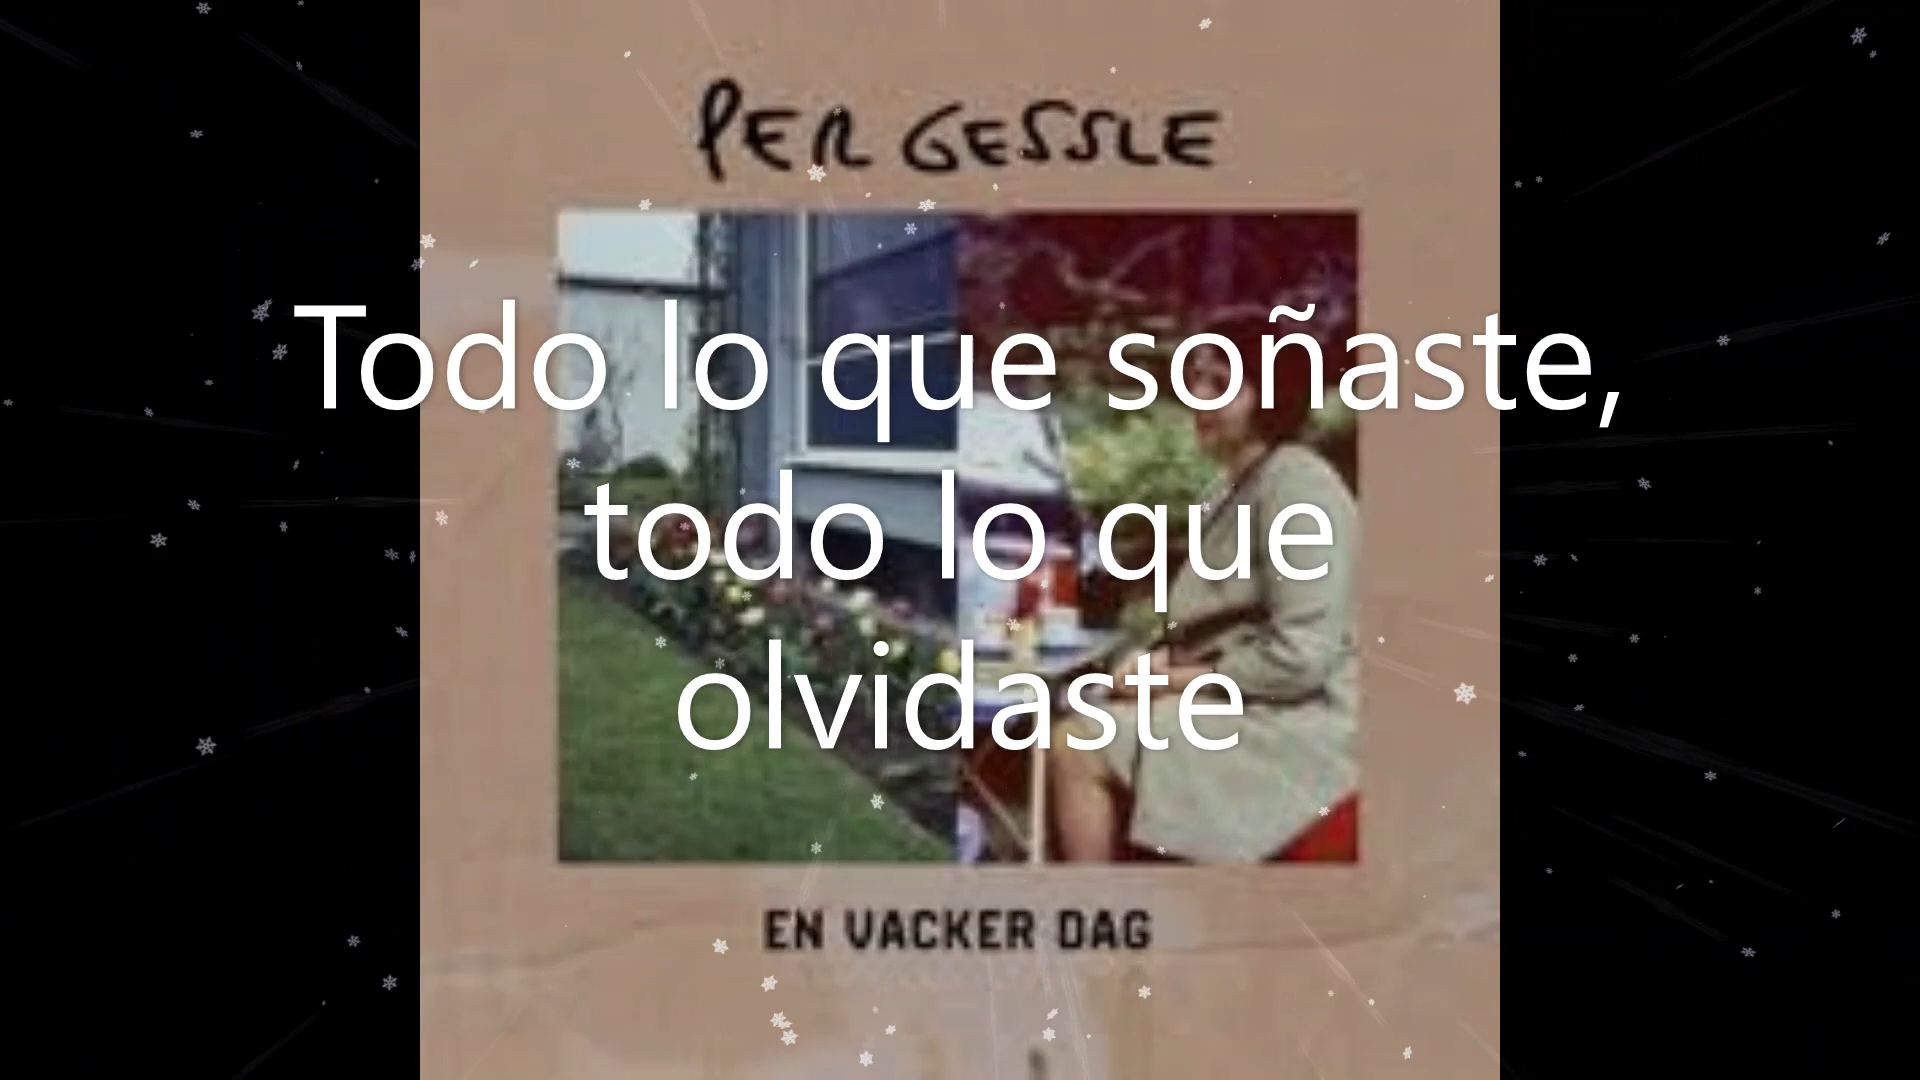 PER GESSLE
Todo lo que soñaste,
todo lo que
olvidaste
EN VACKER DAG